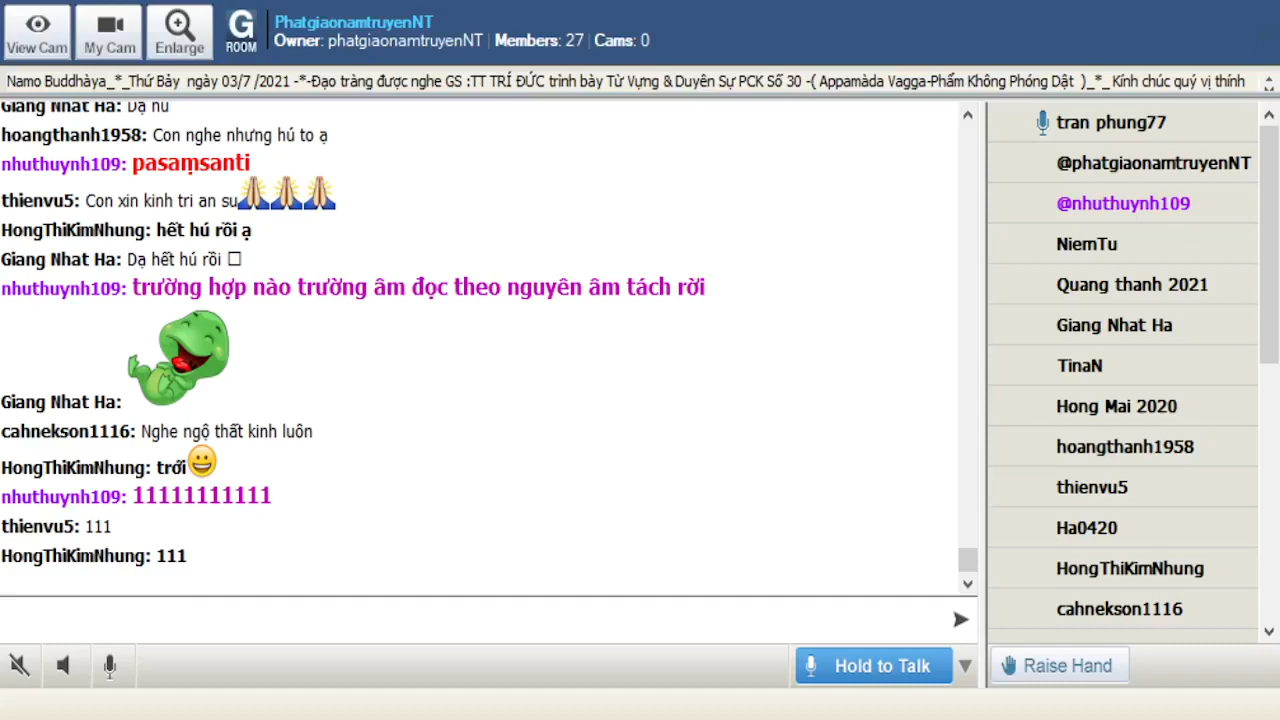 View Cam
My Cam
Enlarge
G
ROOM
PhatgiaonamtruyenNT
Owner: phatgiaonamtruyenNT | Members: 27 | Cams: 0
Namo Buddhàya_*_Thứ Bảy ngày 03/7 /2021 -*-Đạo tràng được nghe GS :TT TRÍ ĐỨC trình bày Từ Vựng & Duyên Sự PCK Số 30 -( Appamàda Vagga-Phẩm Không Phóng Dật )_*_ Kính chúc quý vị thính
Giang Nhat Ha: Dạ hú
hoangthanh1958: Con nghe nhưng hú to ạ
nhuthuynh109: pasaṃsanti
thienvu5: Con xin kinh tri an su
HongThiKimNhung: hết hú rồi ạ
Giang Nhat Ha: Dạ hết hú rồi
nhuthuynh109: trường hợp nào trường âm đọc theo nguyên âm tách rời
Giang Nhat Ha:
cahnekson1116: Nghe ngộ thất kinh luôn
HongThiKimNhung: trới
nhuthuynh109: 11111111111
thienvu5: 111
HongThiKimNhung: 111
Hold to Talk
tran phung77
@phatgiaonamtruyenNT
@nhuthuynh109
NiemTu
Quang thanh 2021
Giang Nhat Ha
TinaN
Hong Mai 2020
hoangthanh1958
thienvu5
Ha0420
HongThiKimNhung
cahnekson1116
Raise Hand